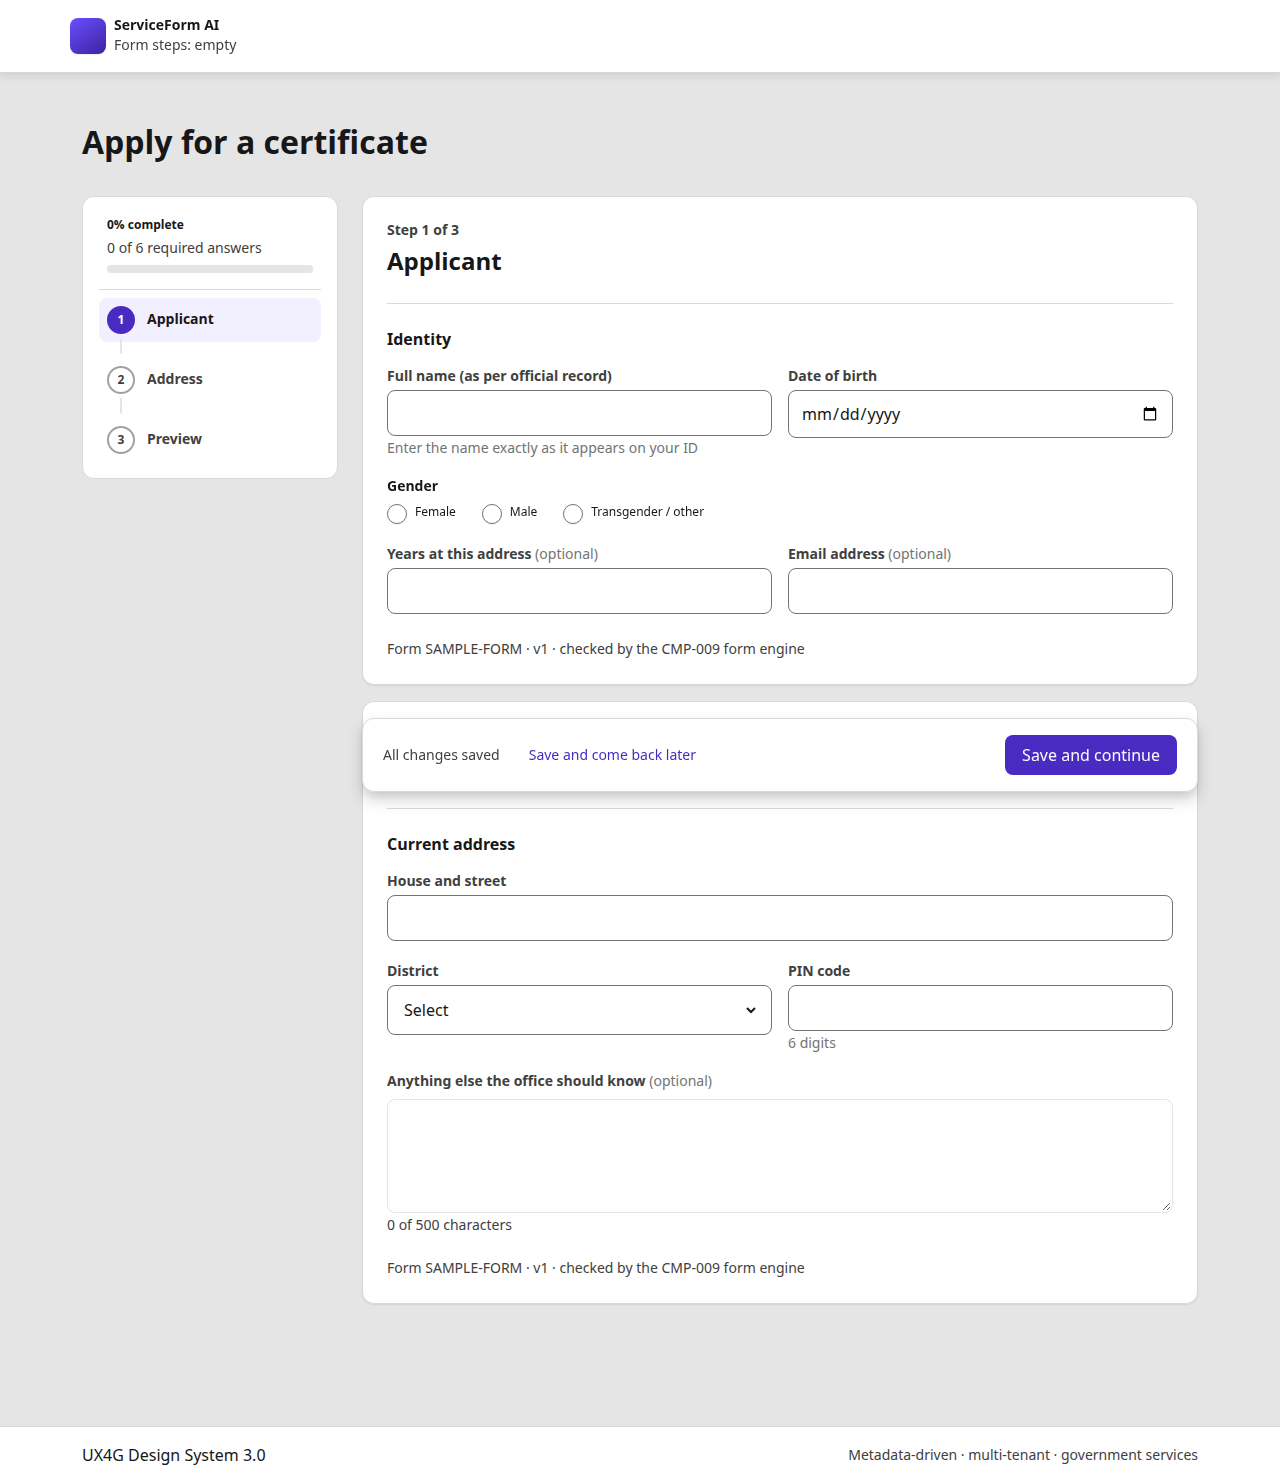 ServiceForm AI
Form steps: empty
Apply for a certificate
0% complete
0 of 6 required answers
1 Applicant
2 Address
3 Preview
Step 1 of 3
Applicant
Identity
Full name (as per official record)
Date of birth
mm/dd/yyyy
Enter the name exactly as it appears on your ID
Gender
Female Male Transgender / other
Years at this address (optional)
Email address (optional)
Form SAMPLE-FORM · v1 · checked by the CMP-009 form engine
All changes saved Save and come back later Save and continue
Current address
House and street
District
PIN code
Select
6 digits
Anything else the office should know (optional)
0 of 500 characters
Form SAMPLE-FORM · v1 · checked by the CMP-009 form engine
UX4G Design System 3.0
Metadata-driven · multi-tenant · government services